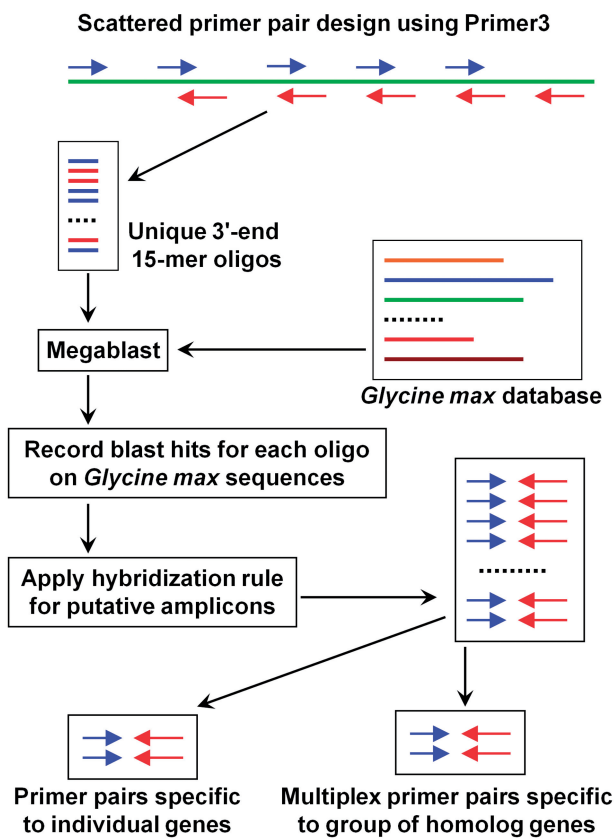 Scattered primer pair design using Primer3
Unique 3'-end
15-mer oligos
Megablast
Glycine max database
Record blast hits for each oligo
on Glycine max sequences
Apply hybridization rule
for putative amplicons
Primer pairs specific
to individual genes
Multiplex primer pairs specific
to group of homolog genes